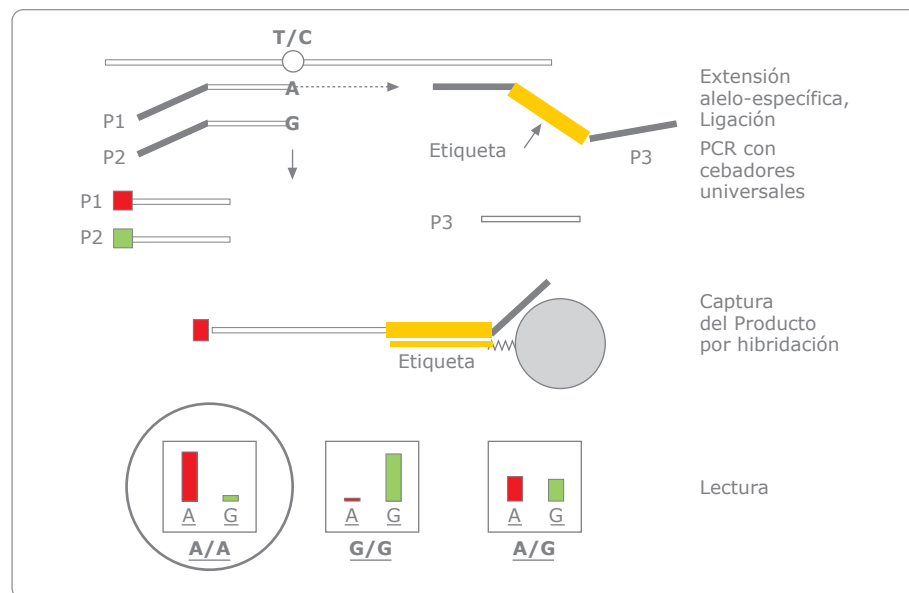 T/C
A
P1
G
P2
Etiqueta
P3
Extensión
alelo-específica,
Ligación
PCR con
cebadores
universales
P1
P2
P3
Etiqueta
Captura
del Producto
por hibridación
A G
A/A
A G
G/G
A G
A/G
Lectura